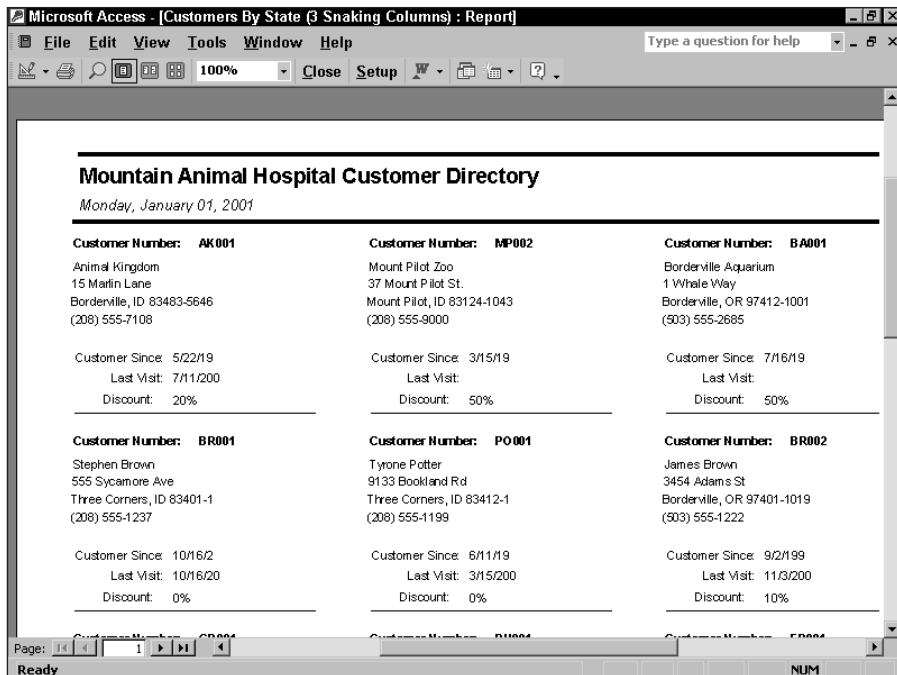 Microsoft Access - [Customers By State (3 Snaking Columns) : Report]
File Edit View Tools Window Help
Type a question for help
100% Close Setup
Mountain Animal Hospital Customer Directory
Monday, January 01, 2001
Customer Number: AK001
Animal Kingdom
15 Marlin Lane
Borderville, ID 83483-5646
(208) 555-7108
Customer Since: 5/22/19
Last Visit: 7/11/200
Discount: 20%
Customer Number: BR001
Stephen Brown
555 Sycamore Ave
Three Corners, ID 83401-1
(208) 555-1237
Customer Since: 10/16/2
Last Visit: 10/16/20
Discount: 0%
Customer Number: MP002
Mount Pilot Zoo
37 Mount Pilot St.
Mount Pilot, ID 83124-1043
(208) 555-9000
Customer Since: 3/15/19
Last Visit:
Discount: 50%
Customer Number: PO001
Tyrone Potter
9133 Bookland Rd
Three Corners, ID 83412-1
(208) 555-1199
Customer Since: 6/11/19
Last Visit: 3/15/200
Discount: 0%
Customer Number: BA001
Borderville Aquarium
1 Whale Way
Borderville, OR 97412-1001
(503) 555-2685
Customer Since: 7/16/19
Last Visit:
Discount: 50%
Customer Number: BR002
James Brown
3454 Adams St
Borderville, OR 97401-1019
(503) 555-1222
Customer Since: 9/2/199
Last Visit: 11/3/200
Discount: 10%
Page: 1
Ready
NUM